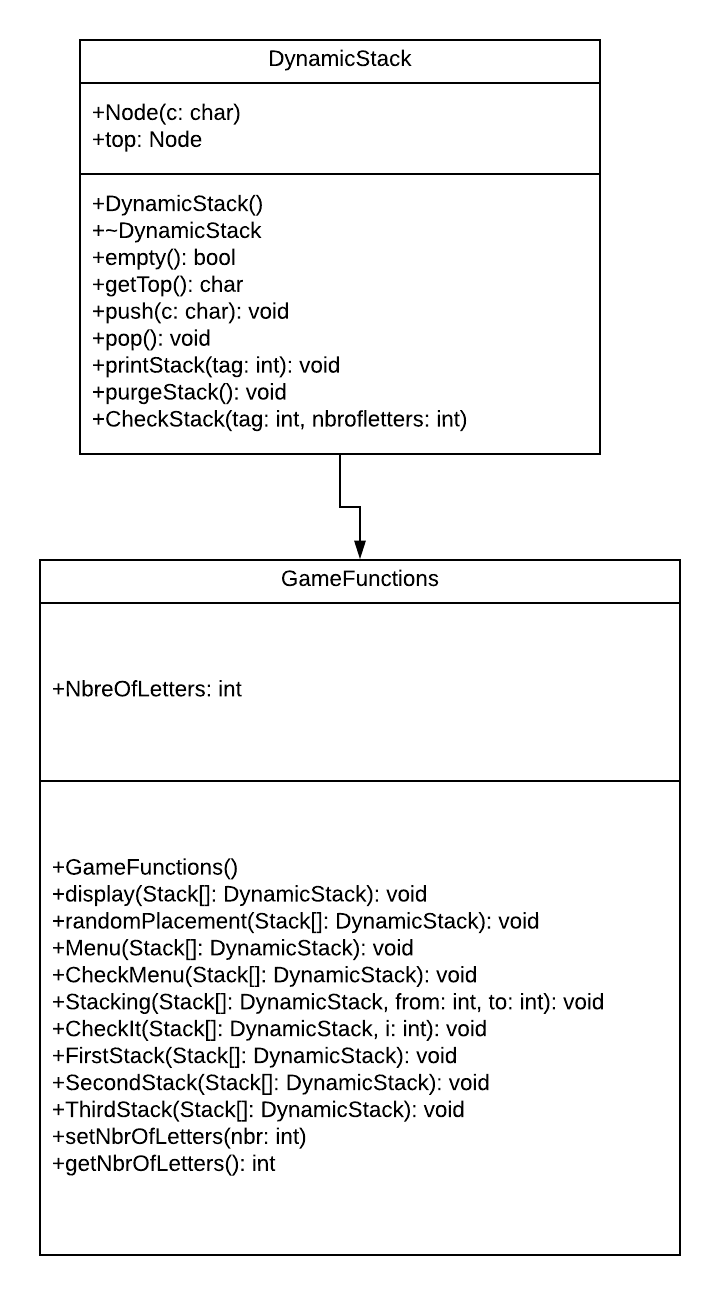 DynamicStack
+Node(c: char)
+top: Node
+DynamicStack()
+~DynamicStack
+empty(): bool
+getTop(): char
+push(c: char): void
+pop(): void
+printStack(tag: int): void
+purgeStack(): void
+CheckStack(tag: int, nbrofletters: int)
GameFunctions
+NbreOfLetters: int
+GameFunctions()
+display(Stack[]: DynamicStack): void
+randomPlacement(Stack[]: DynamicStack): void
+Menu(Stack[]: DynamicStack): void
+CheckMenu(Stack[]: DynamicStack): void
+Stacking(Stack[]: DynamicStack, from: int, to: int): void
+CheckIt(Stack[]: DynamicStack, i: int): void
+FirstStack(Stack[]: DynamicStack): void
+SecondStack(Stack[]: DynamicStack): void
+ThirdStack(Stack[]: DynamicStack): void
+setNbrOfLetters(nbr: int)
+getNbrOfLetters(): int